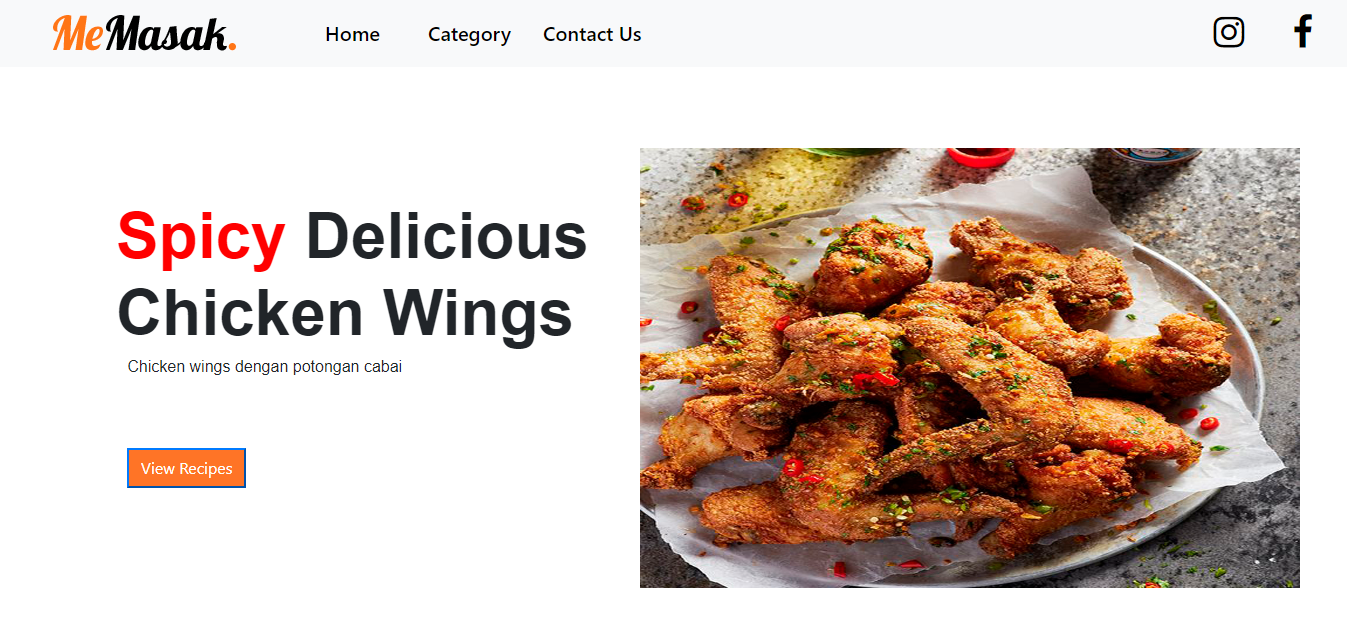 MeMasak.
Home
Category
Contact Us
Spicy Delicious
Chicken Wings
Chicken wings dengan potongan cabai
View Recipes